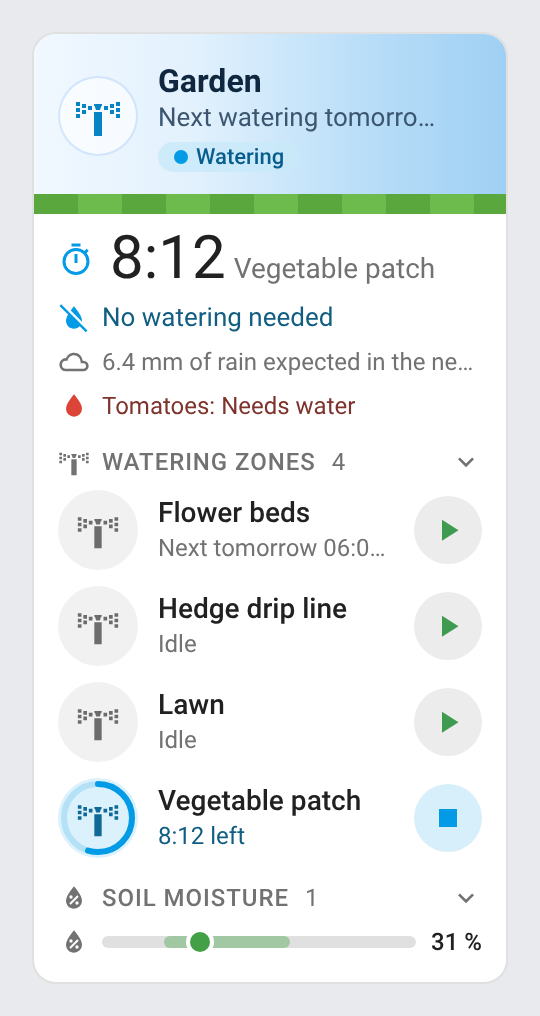 Garden
Next watering tomorro…
Watering
8:12 Vegetable patch
No watering needed
6.4 mm of rain expected in the ne…
Tomatoes: Needs water
WATERING ZONES 4
Flower beds
Next tomorrow 06:0…
Hedge drip line
Idle
Lawn
Idle
Vegetable patch
8:12 left
SOIL MOISTURE 1
31 %